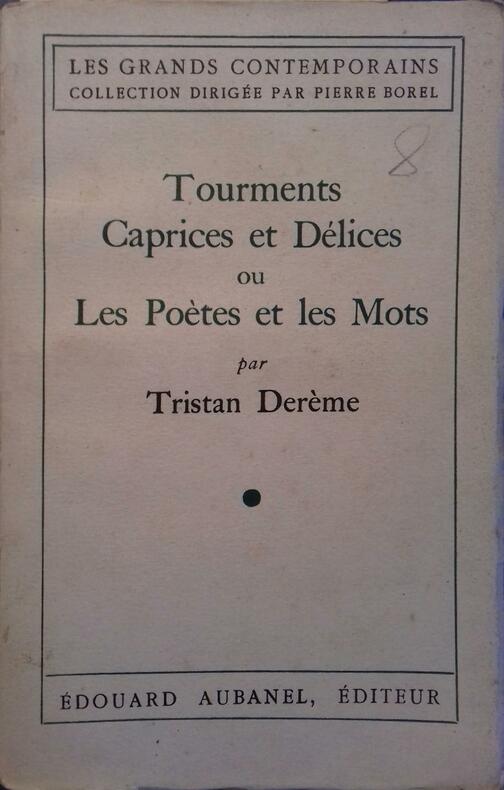 LES GRANDS CONTEMPORAINS
COLLECTION DIRIGÉE PAR PIERRE BOREL
8
Tourments
Caprices et Délices
ou
Les Poètes et les Mots
par
Tristan Derème
ÉDOUARD AUBANEL, ÉDITEUR